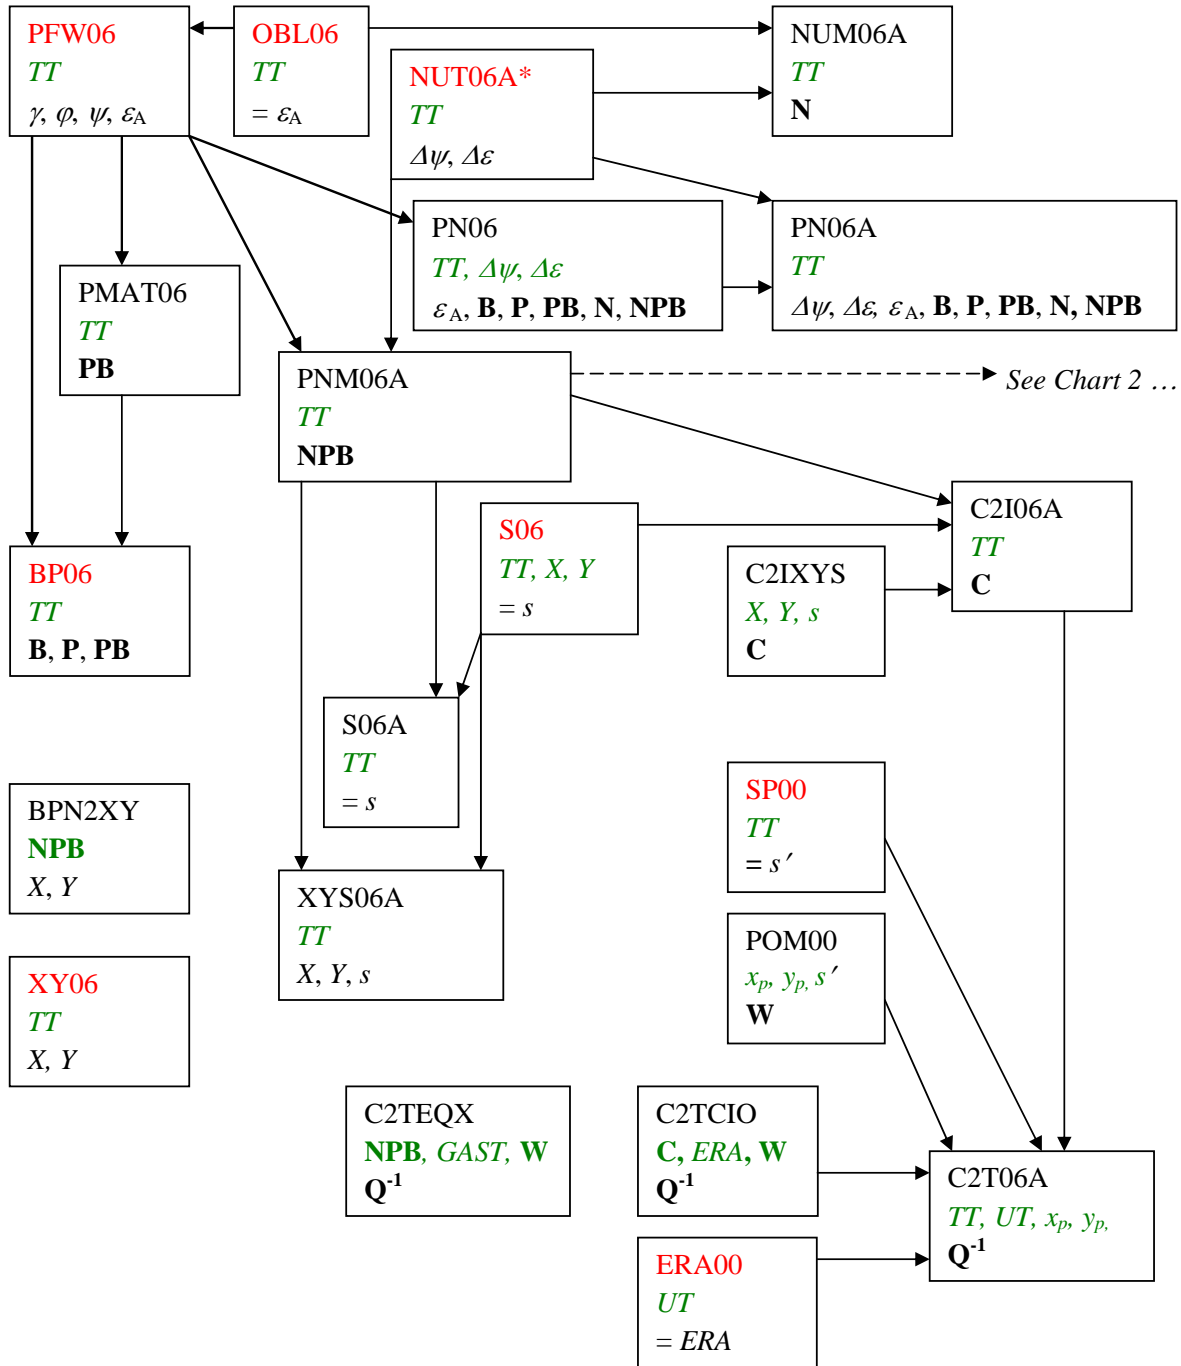 PFW06
TT
γ, φ, ψ, εA
OBL06
TT
= εA
NUT06A*
TT
Δψ, Δε
NUM06A
TT
N
PN06
TT, Δψ, Δε
εA, B, P, PB, N, NPB
PN06A
TT
Δψ, Δε, εA, B, P, PB, N, NPB
PMAT06
TT
PB
PNM06A
TT
NPB
See Chart 2 …
C2I06A
TT
C
S06
TT, X, Y
= s
C2IXYS
X, Y, s
C
BP06
TT
B, P, PB
S06A
TT
= s
BPN2XY
NPB
X, Y
SP00
TT
= s′
XYS06A
TT
X, Y, s
POM00
xp, yp, s′
W
XY06
TT
X, Y
C2TEQX
NPB, GAST, W
Q-1
C2TCIO
C, ERA, W
Q-1
C2T06A
TT, UT, xp, yp,
Q-1
ERA00
UT
= ERA